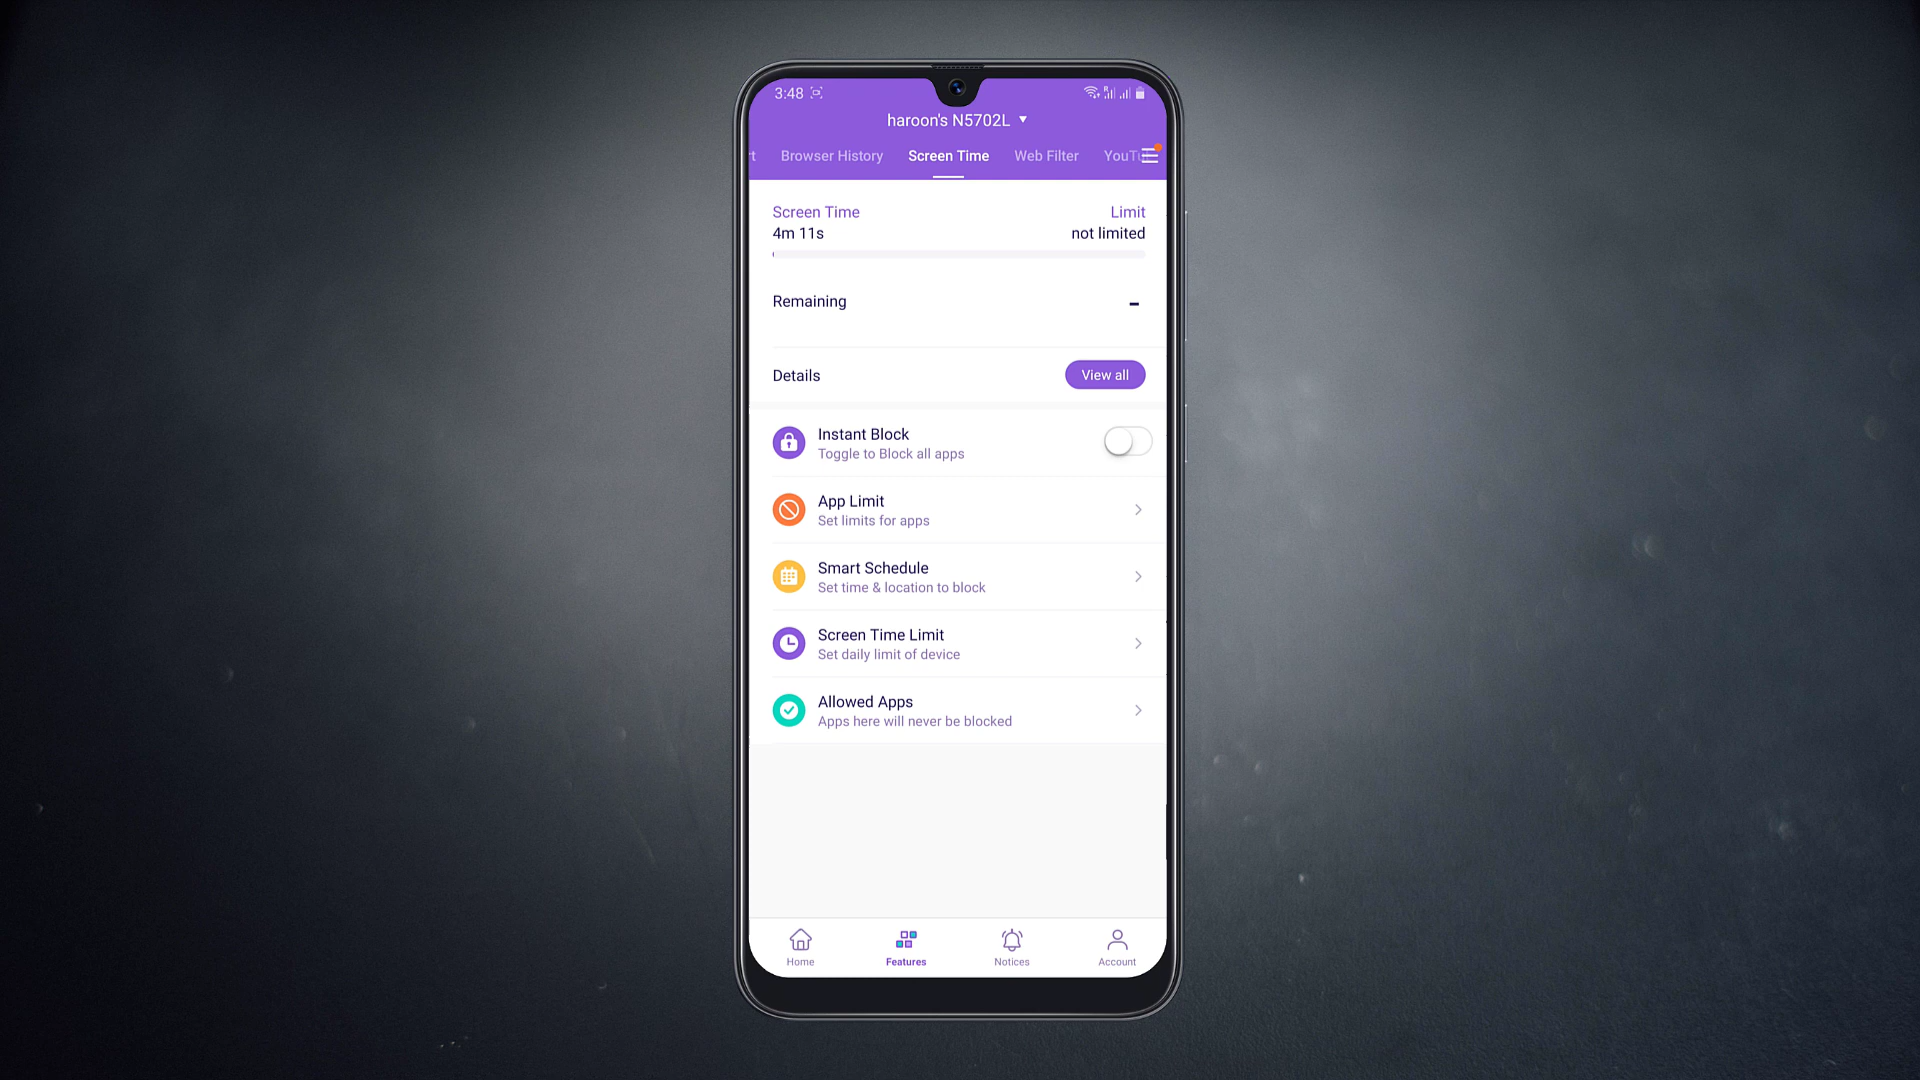 3:48
haroon's N5702L
Browser History Screen Time Web Filter
Screen Time Limit
4m 11s not limited
Remaining -
Details View all
Instant Block
Toggle to Block all apps
App Limit
Set limits for apps
Smart Schedule
Set time & location to block
Screen Time Limit
Set daily limit of device
Allowed Apps
Apps here will never be blocked
Home Features Notices Account